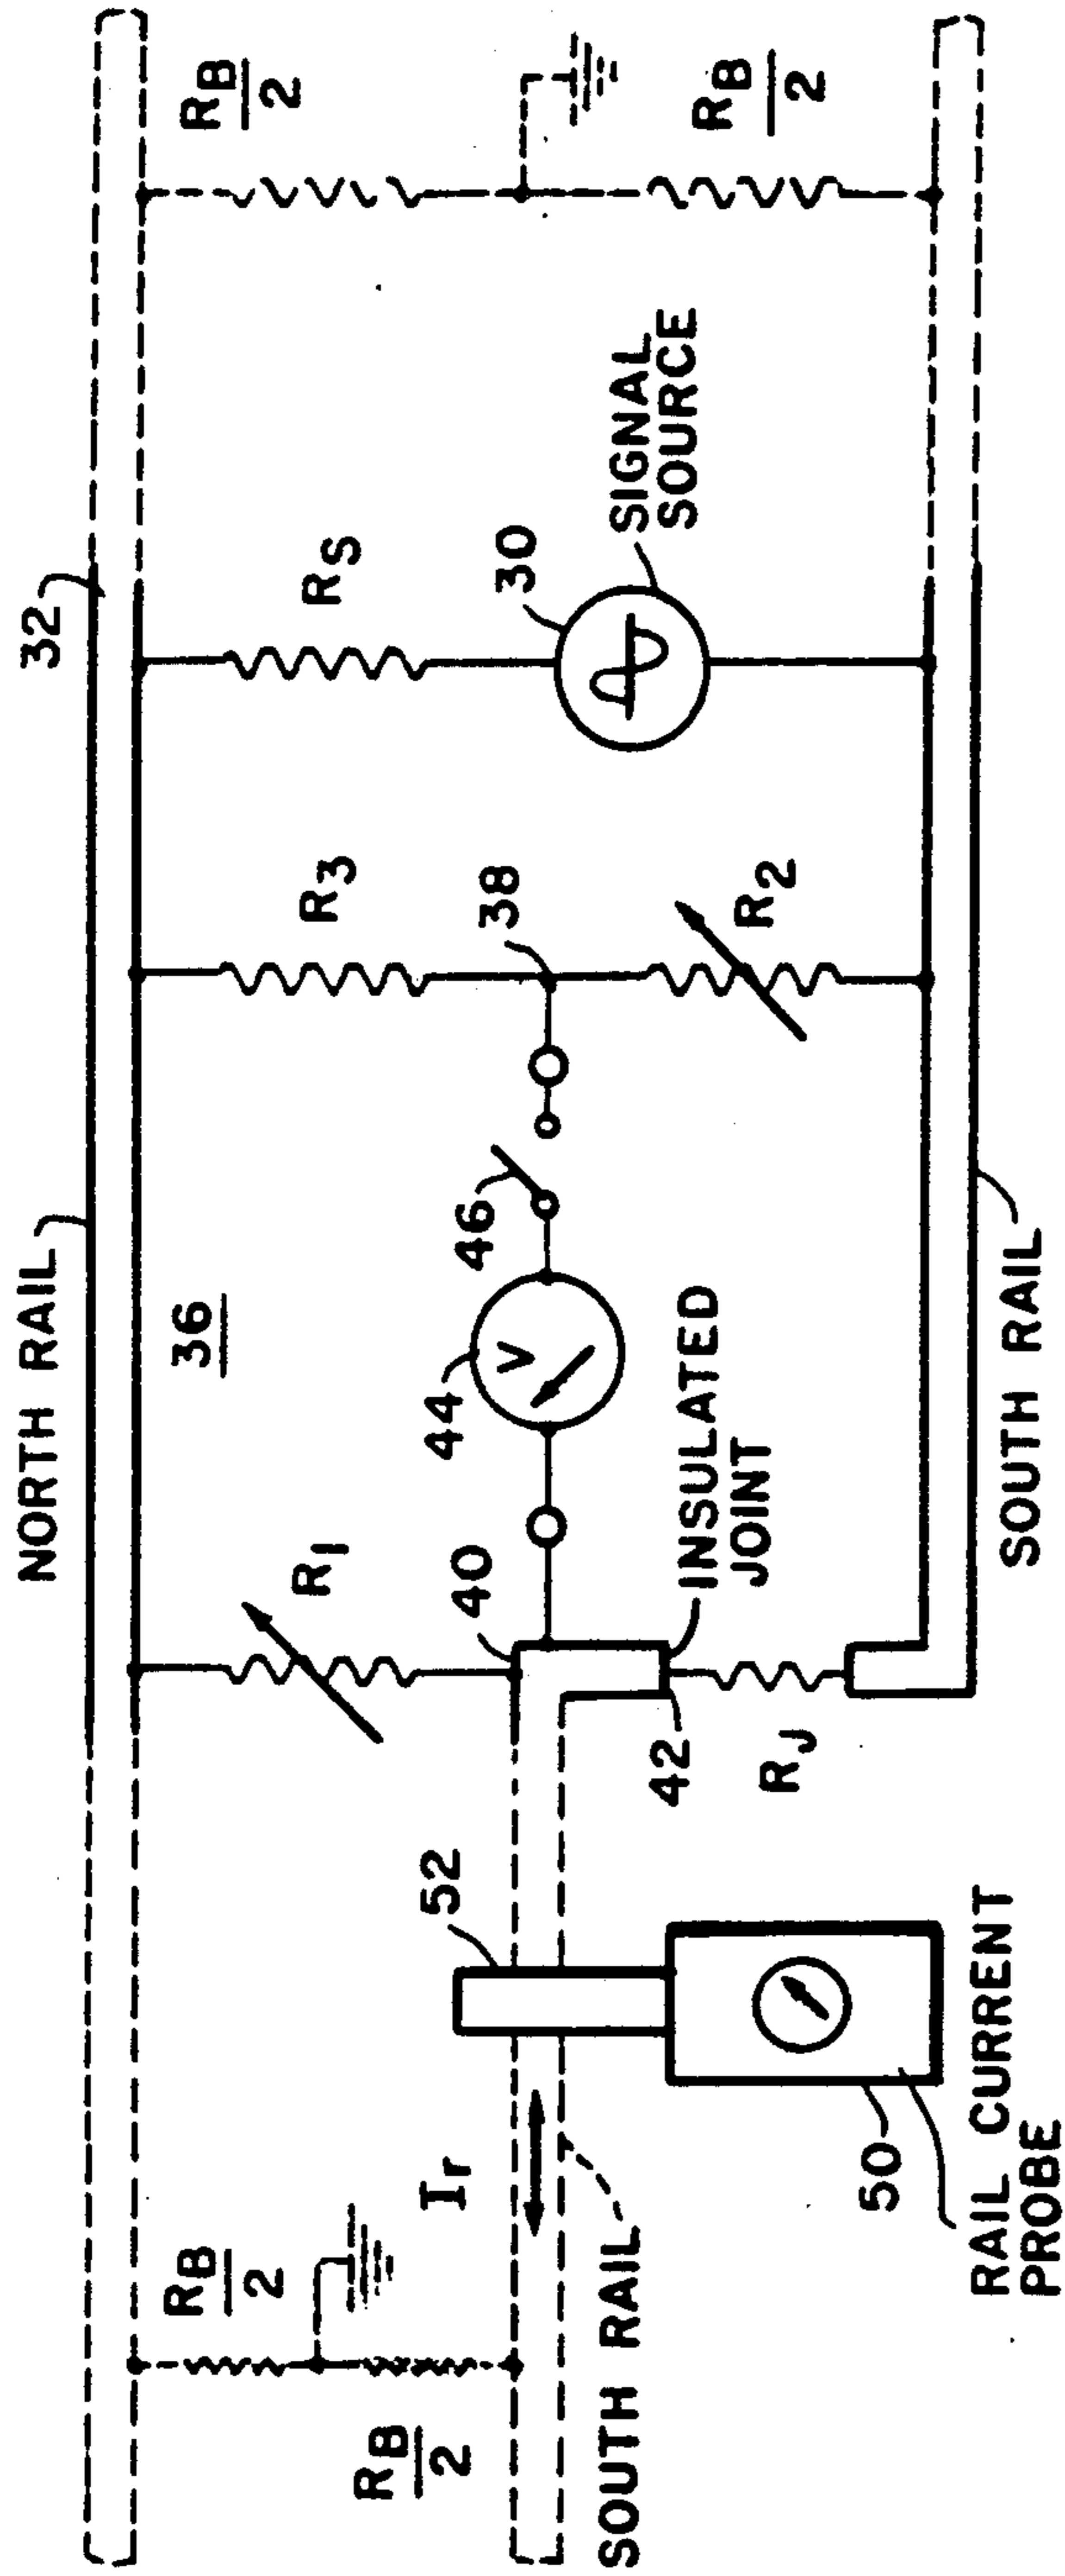 NORTH RAIL
32
36
R1
R3
RS
RB
2
RB
2
RB
2
RB
2
40
44
V
46
38
30
SIGNAL
SOURCE
R2
INSULATED
JOINT
42
RJ
52
Ir
50
RAIL CURRENT
PROBE
SOUTH RAIL
SOUTH RAIL